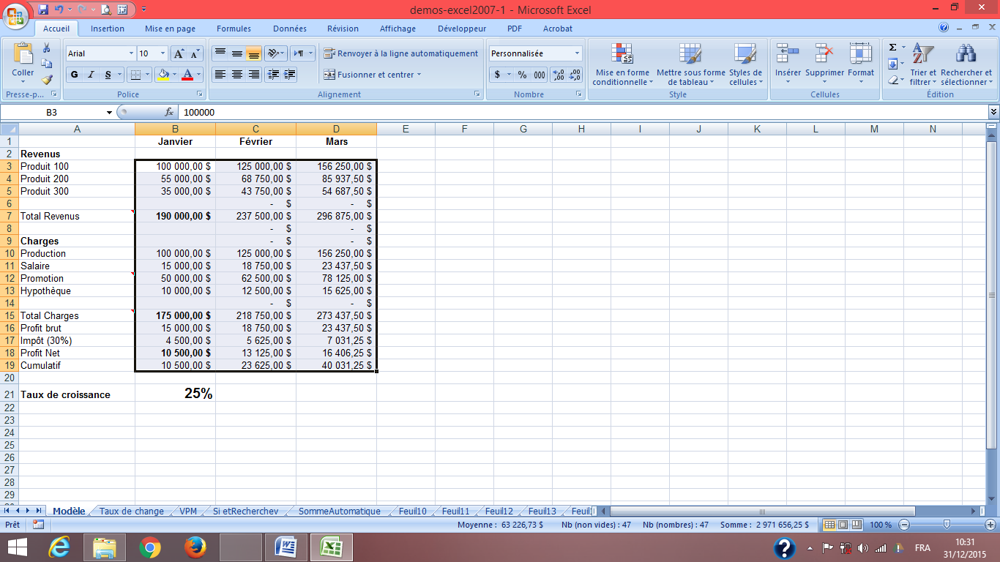 demos-excel2007-1 - Microsoft Excel
Accueil Insertion Mise en page Formules Données Révision Affichage Développeur PDF Acrobat
Coller
Presse-p...
Arial 10
G I S
Police
Renvoyer à la ligne automatiquement
Fusionner et centrer
Alignement
Personnalisée
$ % 000
Nombre
Mise en forme conditionnelle
Mettre sous forme de tableau
Styles de cellules
Style
Insérer Supprimer Format
Cellules
Trier et filtrer
Rechercher et sélectionner
Édition
B3 fx 100000
A B C D E F G H I J K L M N
1 Janvier Février Mars
2 Revenus
3 Produit 100 100 000,00 $ 125 000,00 $ 156 250,00 $
4 Produit 200 55 000,00 $ 68 750,00 $ 85 937,50 $
5 Produit 300 35 000,00 $ 43 750,00 $ 54 687,50 $
6 - $ - $
7 Total Revenus 190 000,00 $ 237 500,00 $ 296 875,00 $
8 - $ - $
9 Charges - $ - $
10 Production 100 000,00 $ 125 000,00 $ 156 250,00 $
11 Salaire 15 000,00 $ 18 750,00 $ 23 437,50 $
12 Promotion 50 000,00 $ 62 500,00 $ 78 125,00 $
13 Hypothèque 10 000,00 $ 12 500,00 $ 15 625,00 $
14 - $ - $
15 Total Charges 175 000,00 $ 218 750,00 $ 273 437,50 $
16 Profit brut 15 000,00 $ 18 750,00 $ 23 437,50 $
17 Impôt (30%) 4 500,00 $ 5 625,00 $ 7 031,25 $
18 Profit Net 10 500,00 $ 13 125,00 $ 16 406,25 $
19 Cumulatif 10 500,00 $ 23 625,00 $ 40 031,25 $
20
21 Taux de croissance 25%
22
23
24
25
26
27
28
29
Modèle Taux de change VPM Si etRecherchev SommeAutomatique Feuil10 Feuil11 Feuil12 Feuil13 Feuil
Prêt Moyenne : 63 226,73 $ Nb (non vides) : 47 Nb (nombres) : 47 Somme : 2 971 656,25 $ 100 %
FRA 10:31
31/12/2015